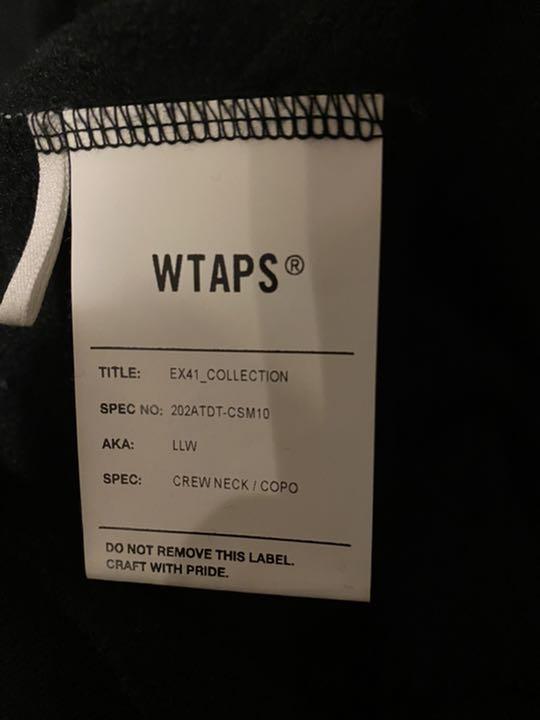 WTAPS®
TITLE: EX41_COLLECTION
SPEC NO: 202ATDT-CSM10
AKA: LLW
SPEC: CREW NECK / COPO
DO NOT REMOVE THIS LABEL.
CRAFT WITH PRIDE.